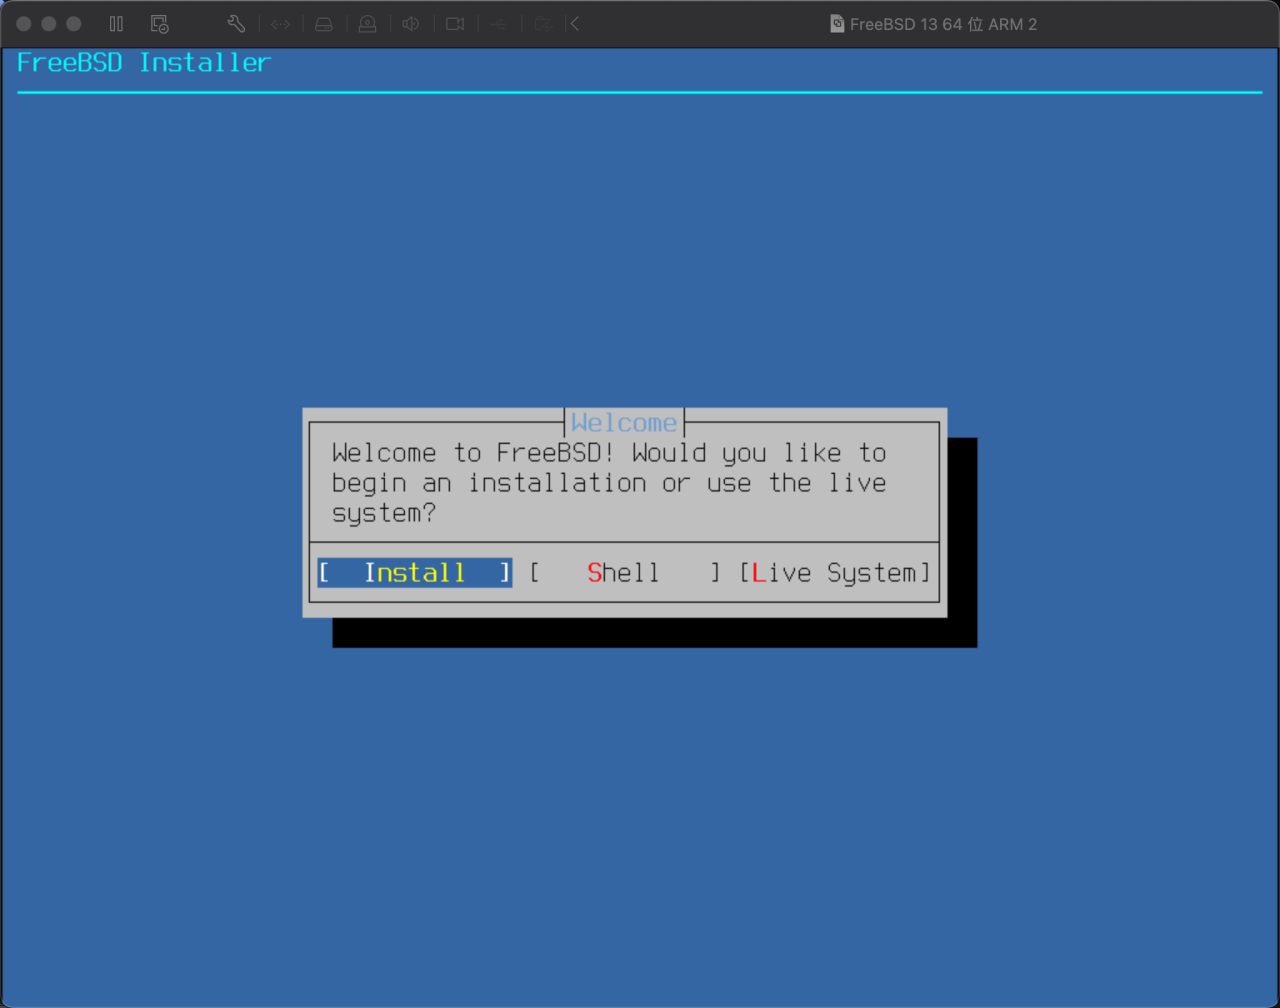 FreeBSD 13 64 位 ARM 2
FreeBSD Installer
Welcome
Welcome to FreeBSD! Would you like to
begin an installation or use the live
system?
[  Install  ] [   Shell   ] [Live System]